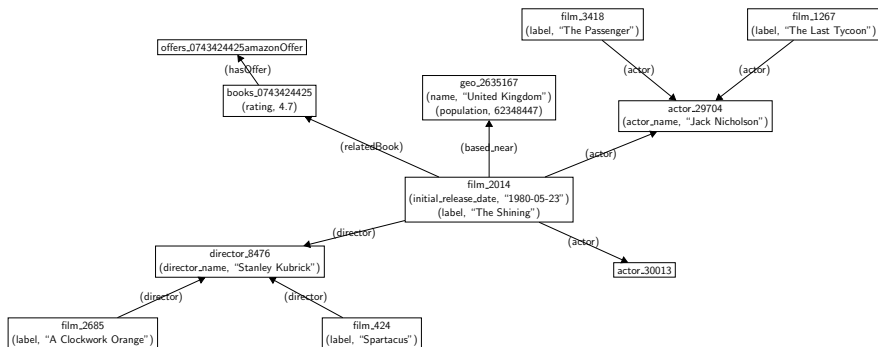 film_3418
(label, “The Passenger”)
film_1267
(label, “The Last Tycoon”)
offers_0743424425amazonOffer
(hasOffer)
(actor)
(actor)
books_0743424425
(rating, 4.7)
geo_2635167
(name, “United Kingdom”)
(population, 62348447)
actor_29704
(actor_name, “Jack Nicholson”)
(relatedBook)
(based_near)
(actor)
film_2014
(initial_release_date, “1980-05-23”)
(label, “The Shining”)
(director)
(actor)
director_8476
(director_name, “Stanley Kubrick”)
actor_30013
(director)
(director)
film_2685
(label, “A Clockwork Orange”)
film_424
(label, “Spartacus”)